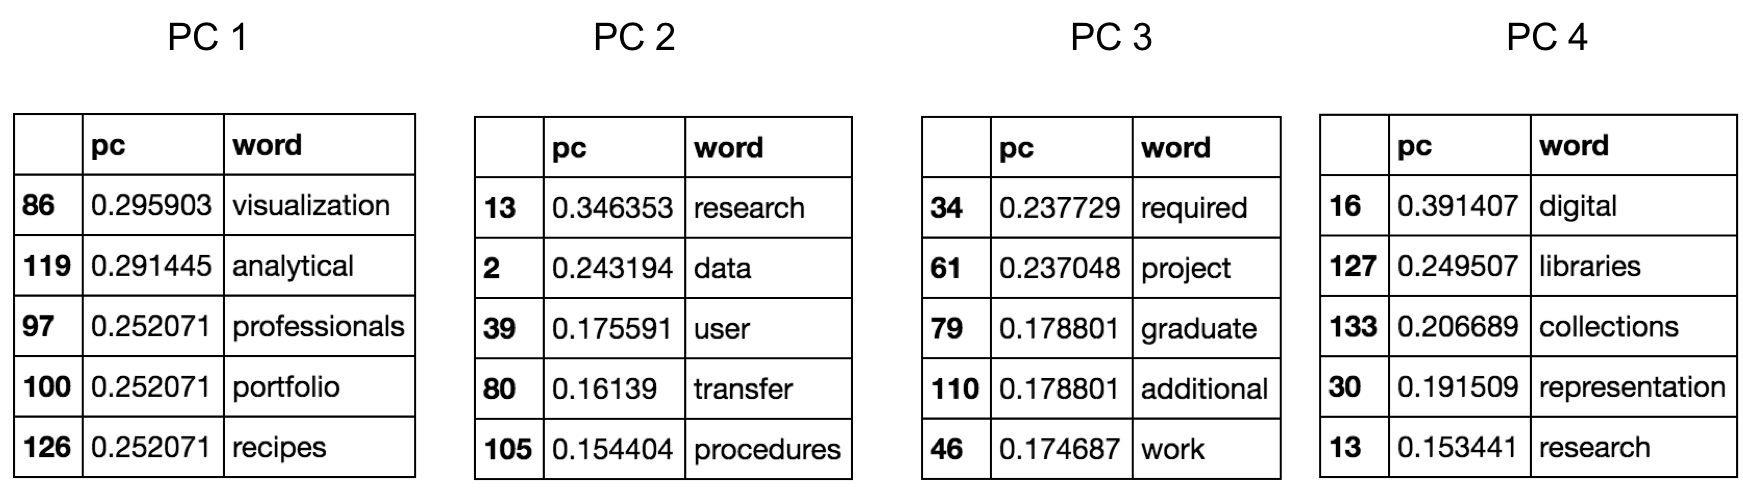 PC 1 PC 2 PC 3 PC 4
pc word pc word pc word pc word
86 0.295903 visualization 13 0.346353 research 34 0.237729 required 16 0.391407 digital
119 0.291445 analytical 2 0.243194 data 61 0.237048 project 127 0.249507 libraries
97 0.252071 professionals 39 0.175591 user 79 0.178801 graduate 133 0.206689 collections
100 0.252071 portfolio 80 0.16139 transfer 110 0.178801 additional 30 0.191509 representation
126 0.252071 recipes 105 0.154404 procedures 46 0.174687 work 13 0.153441 research